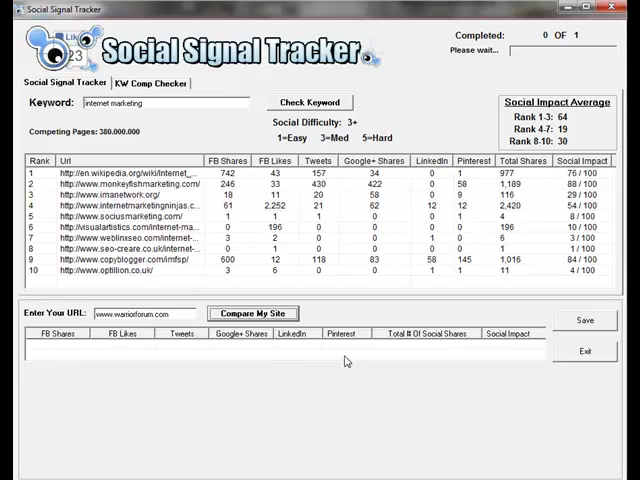 Social Signal Tracker
Like
23
Social Signal Tracker
Completed: 0 OF 1
Please wait...
Social Signal Tracker KW Comp Checker
Keyword: internet marketing Check Keyword
Social Impact Average
Social Difficulty: 3+
Rank 1-3: 64
Competing Pages: 380.000.000
1=Easy 3=Med 5=Hard
Rank 4-7: 19
Rank 8-10: 30
Rank Url FB Shares FB Likes Tweets Google+ Shares LinkedIn Pinterest Total Shares Social Impact
1 http://en.wikipedia.org/wiki/Internet_... 742 43 157 34 0 1 977 76 / 100
2 http://www.monkeyfishmarketing.com/ 246 33 430 422 0 58 1,189 88 / 100
3 http://www.imanetwork.org/ 18 11 20 58 0 9 116 29 / 100
4 http://www.internetmarketingninjas.c... 61 2,252 21 62 12 12 2,420 54 / 100
5 http://www.sociusmarketing.com/ 1 1 1 0 0 1 4 8 / 100
6 http://www.visualartistics.com/internet-ma... 0 196 0 0 0 0 196 10 / 100
7 http://www.weblinxseo.com/internet-... 3 2 0 0 1 0 6 3 / 100
8 http://www.seo-creare.co.uk/internet-... 0 0 0 0 1 0 1 1 / 100
9 http://www.copyblogger.com/imfsp/ 600 12 118 83 58 145 1,016 84 / 100
10 http://www.optillion.co.uk/ 3 6 0 1 0 1 11 4 / 100
Enter Your URL: www.warriorforum.com Compare My Site
Save
FB Shares FB Likes Tweets Google+ Shares LinkedIn Pinterest Total # Of Social Shares Social Impact
Exit